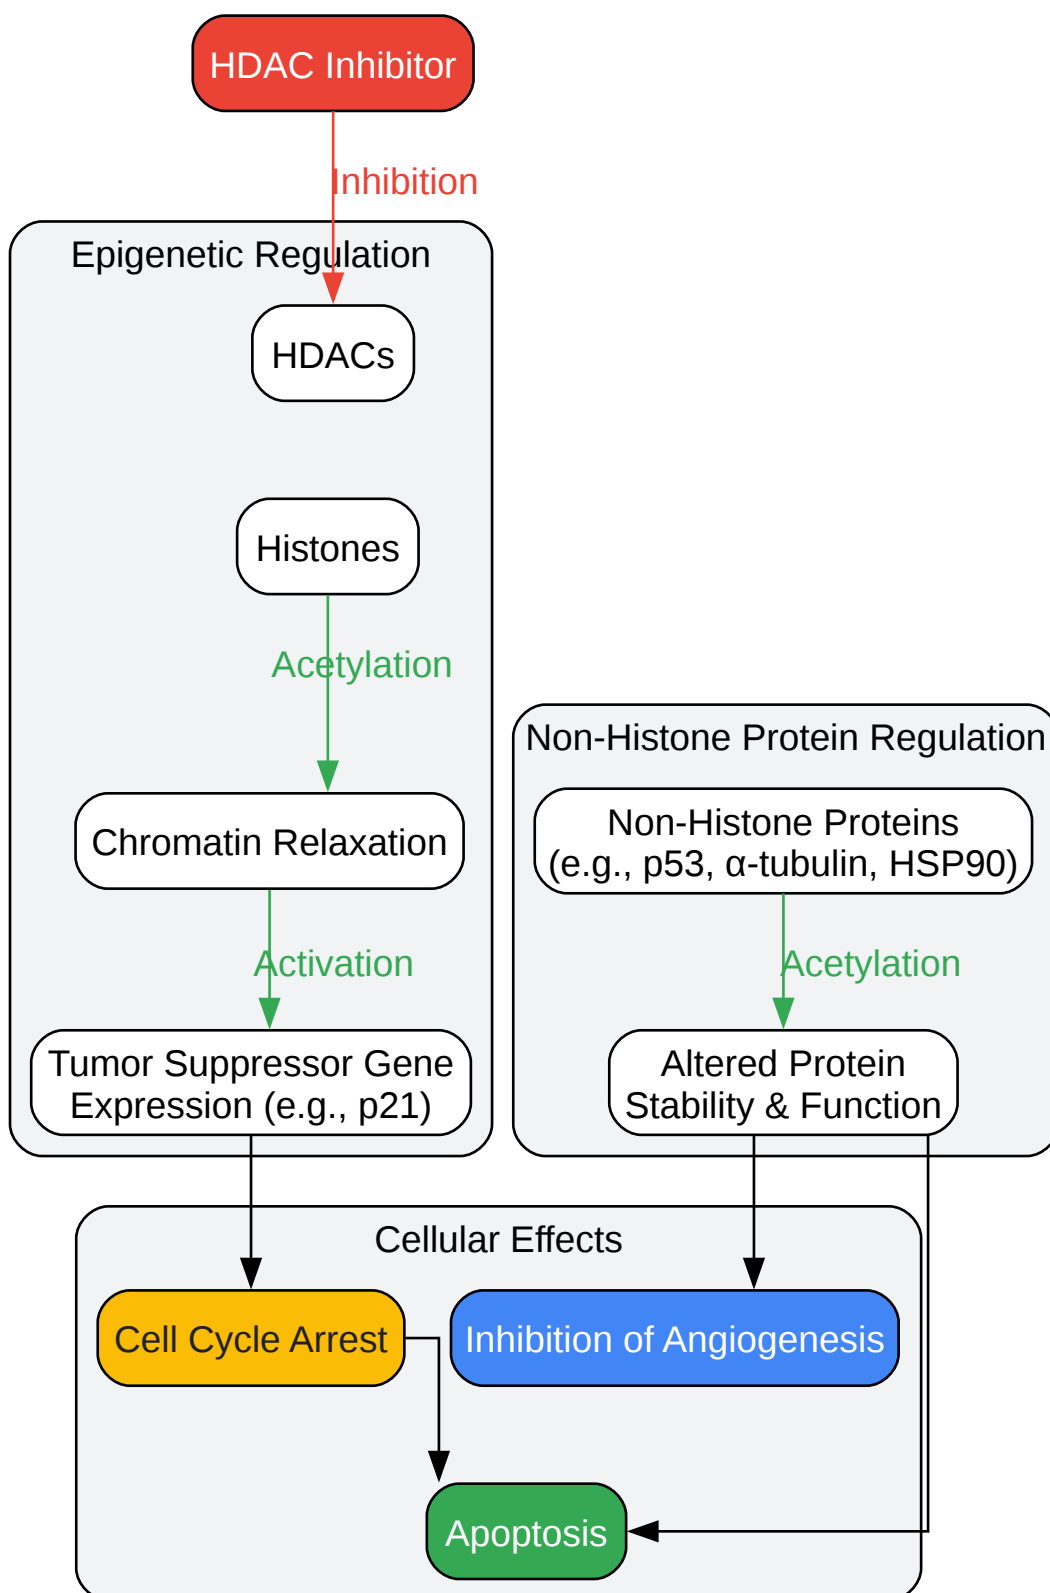 HDAC Inhibitor
Inhibition
Epigenetic Regulation
HDACs
Histones
Acetylation
Chromatin Relaxation
Activation
Tumor Suppressor Gene
Expression (e.g., p21)
Non-Histone Protein Regulation
Non-Histone Proteins
(e.g., p53, α-tubulin, HSP90)
Acetylation
Altered Protein
Stability & Function
Cellular Effects
Cell Cycle Arrest
Inhibition of Angiogenesis
Apoptosis